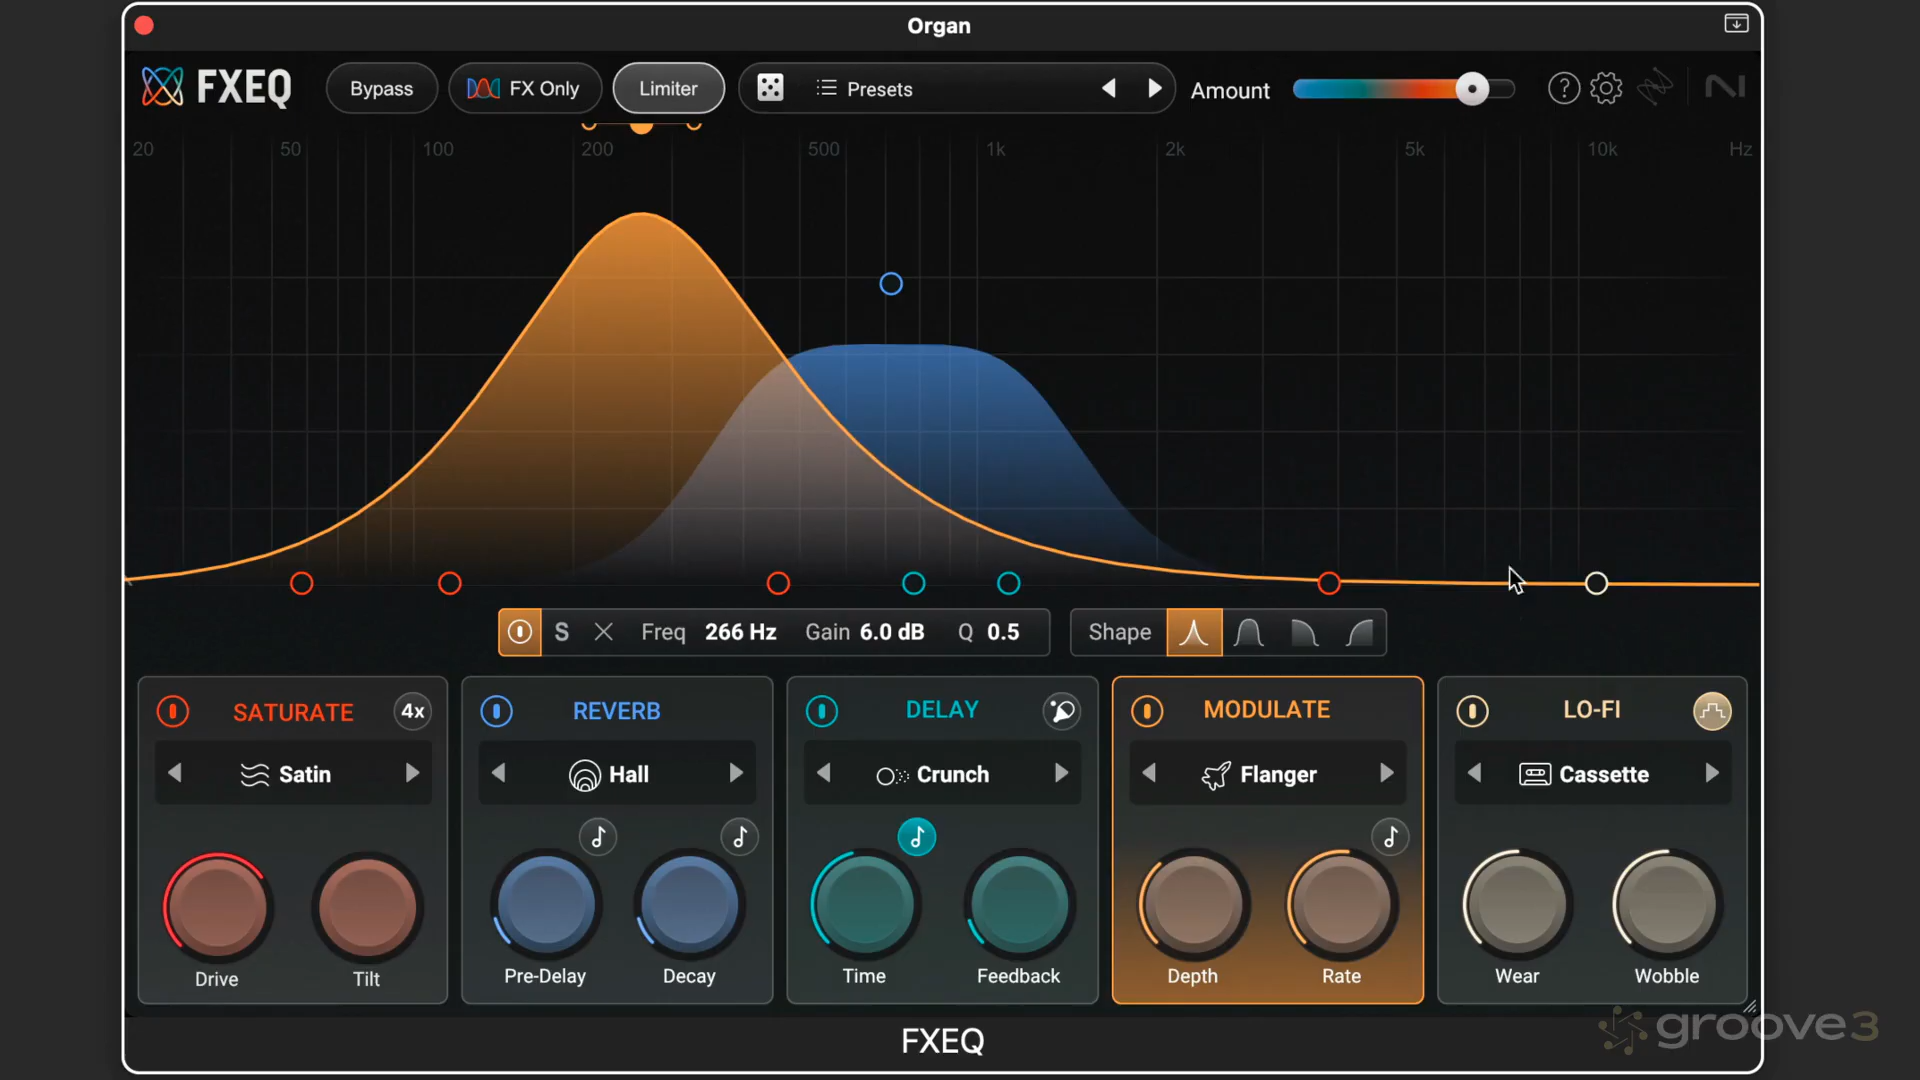 Organ
FXEQ Bypass FX Only Limiter Presets Amount ?
20 50 100 200 500 1k 2k 5k 10k Hz
S Freq 266 Hz Gain 6.0 dB Q 0.5 Shape
SATURATE 4x REVERB DELAY MODULATE LO-FI
Satin Hall Crunch Flanger Cassette
Drive Tilt Pre-Delay Decay Time Feedback Depth Rate Wear Wobble
FXEQ
groove3